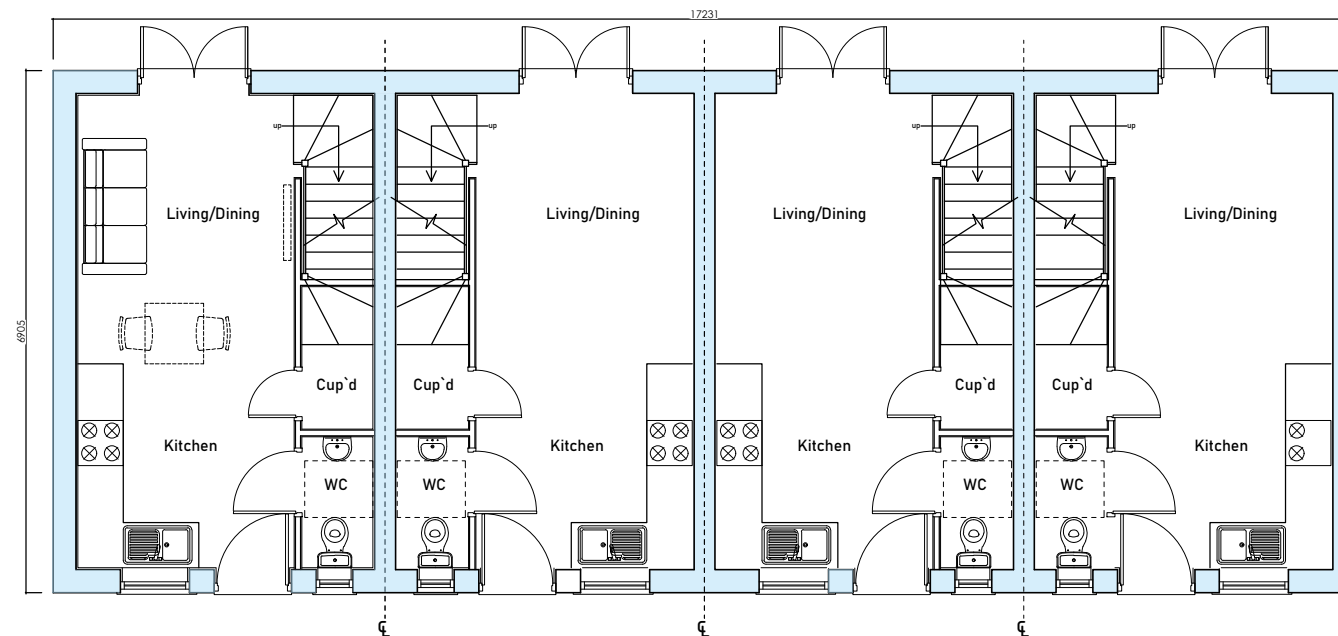 17231
6905
up
up
up
up
Living/Dining
Living/Dining
Living/Dining
Living/Dining
Cup`d
Cup`d
Cup`d
Cup`d
Kitchen
Kitchen
Kitchen
Kitchen
WC
WC
WC
WC
℄
℄
℄